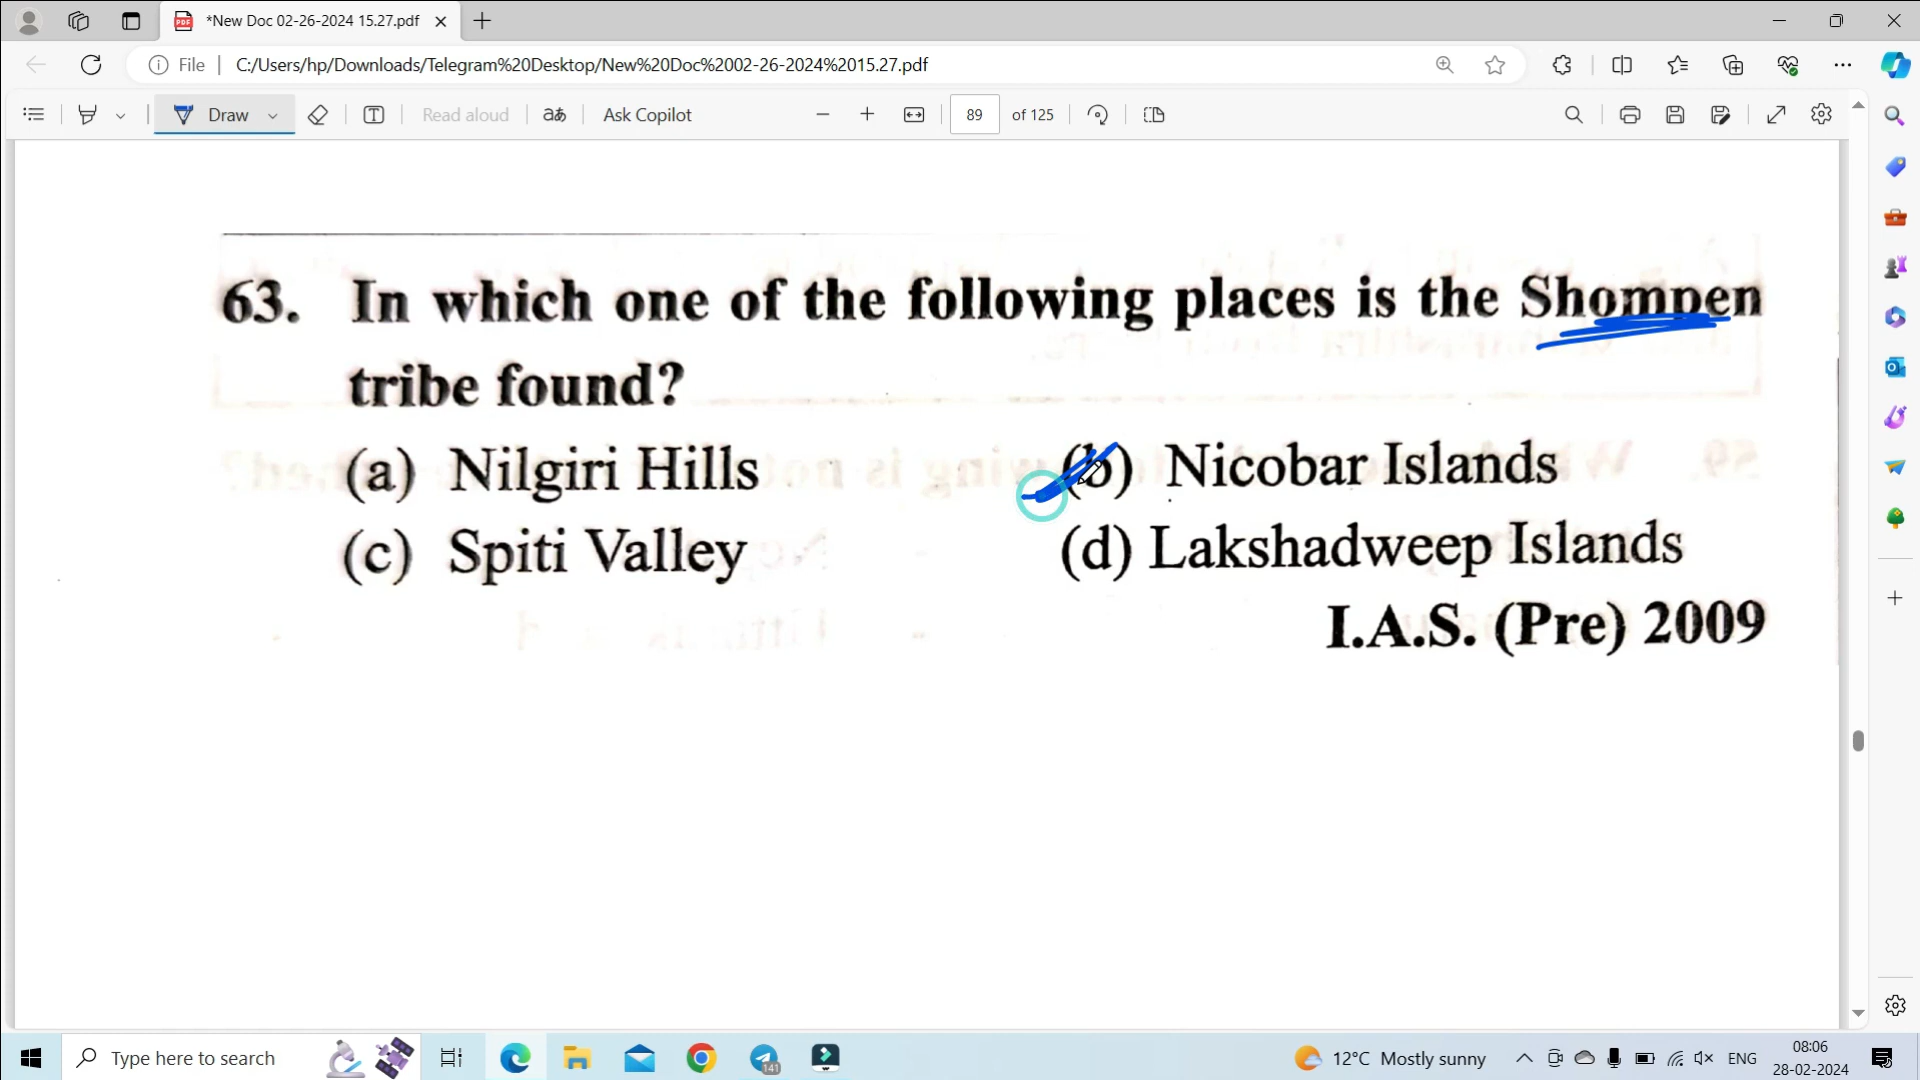 *New Doc 02-26-2024 15.27.pdf
File
C:/Users/hp/Downloads/Telegram%20Desktop/New%20Doc%2002-26-2024%2015.27.pdf
Draw
Read aloud
Ask Copilot
89 of 125
63. In which one of the following places is the Shompen
tribe found?
(a) Nilgiri Hills
(b) Nicobar Islands
(c) Spiti Valley
(d) Lakshadweep Islands
I.A.S. (Pre) 2009
Type here to search
141
12°C Mostly sunny
ENG
08:06
28-02-2024